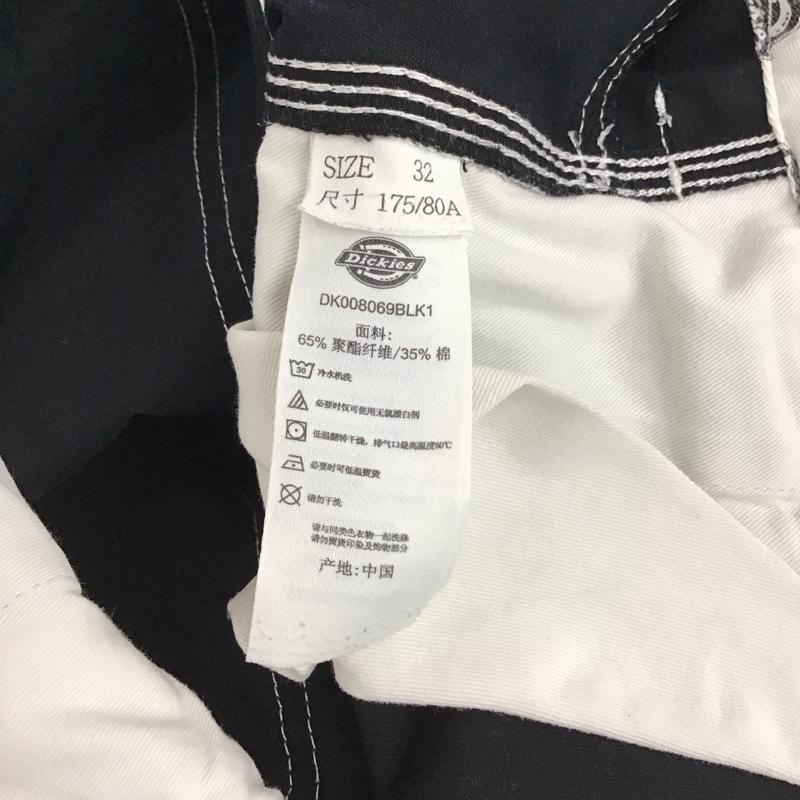 SIZE 32
尺寸 175/80A
Dickies
DK008069BLK1
面料:
65% 聚酯纤维/35% 棉
30 冷水机洗
必要时仅可使用无氯漂白剂
低温翻转干燥，排气口最高温度60℃
必要时可低温熨烫
请勿干洗
请与同类色衣物一起洗涤
请勿熨烫印染及饰物部分
产地:中国